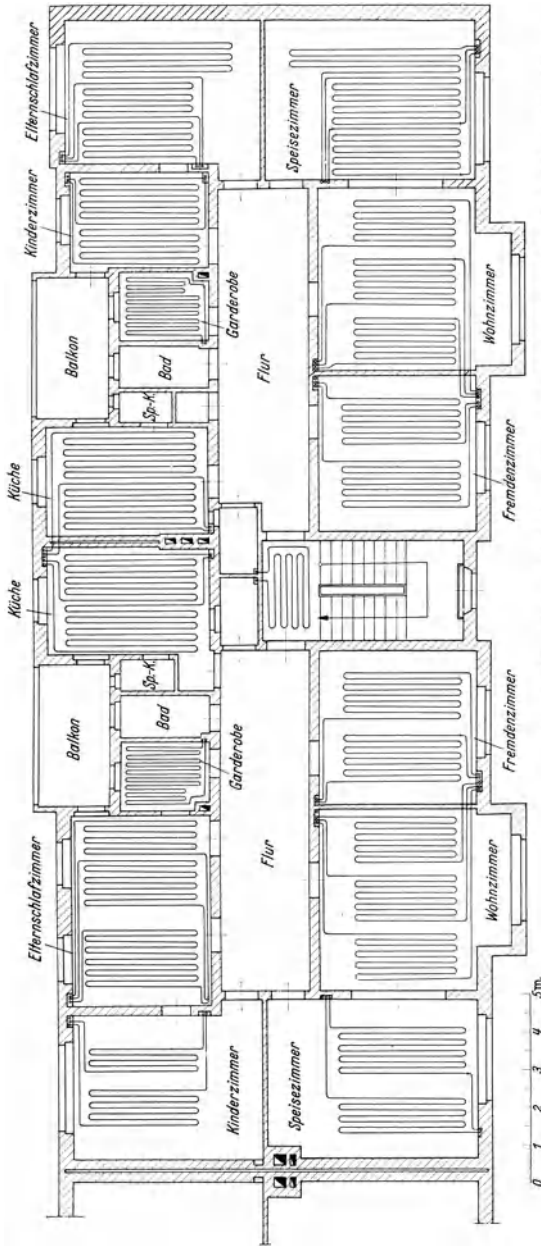 Elternschlafzimmer
Speisezimmer
Kinderzimmer
Balkon
Garderobe
Bad
Sp-K.
Flur
Wohnzimmer
Küche
Fremdenzimmer
Küche
Sp-K.
Balkon
Bad
Garderobe
Flur
Fremdenzimmer
Elternschlafzimmer
Wohnzimmer
Kinderzimmer
Speisezimmer
0 1 2 3 4 5m